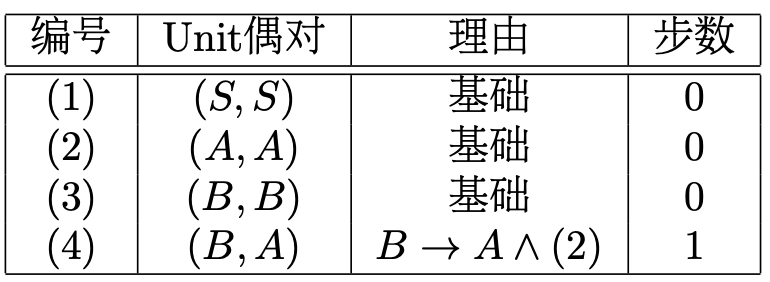 编号 Unit偶对 理由 步数
(1) (S, S) 基础 0
(2) (A, A) 基础 0
(3) (B, B) 基础 0
(4) (B, A) B → A ∧ (2) 1